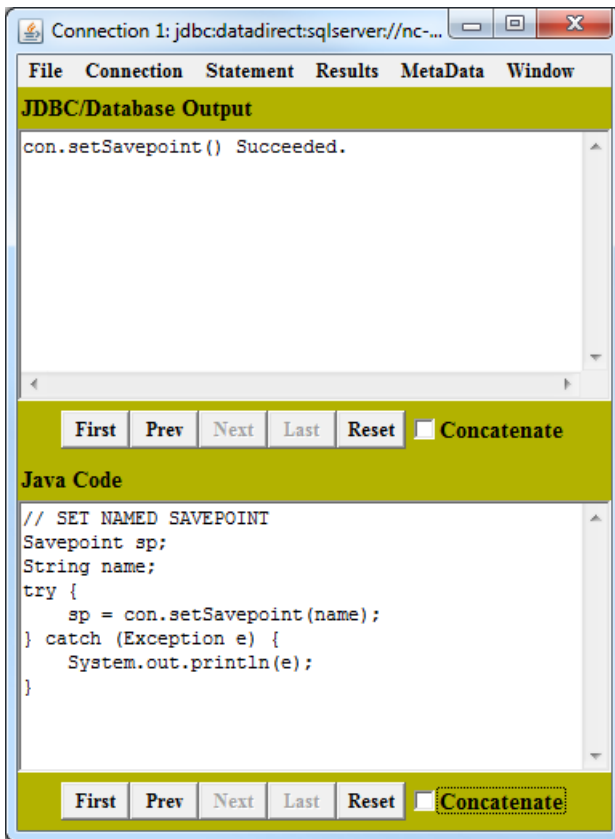 Connection 1: jdbc:datadirect:sqlserver://nc-...
File Connection Statement Results MetaData Window
JDBC/Database Output
con.setSavepoint() Succeeded.
First Prev Next Last Reset Concatenate
Java Code
// SET NAMED SAVEPOINT
Savepoint sp;
String name;
try {
    sp = con.setSavepoint(name);
} catch (Exception e) {
    System.out.println(e);
}
First Prev Next Last Reset Concatenate